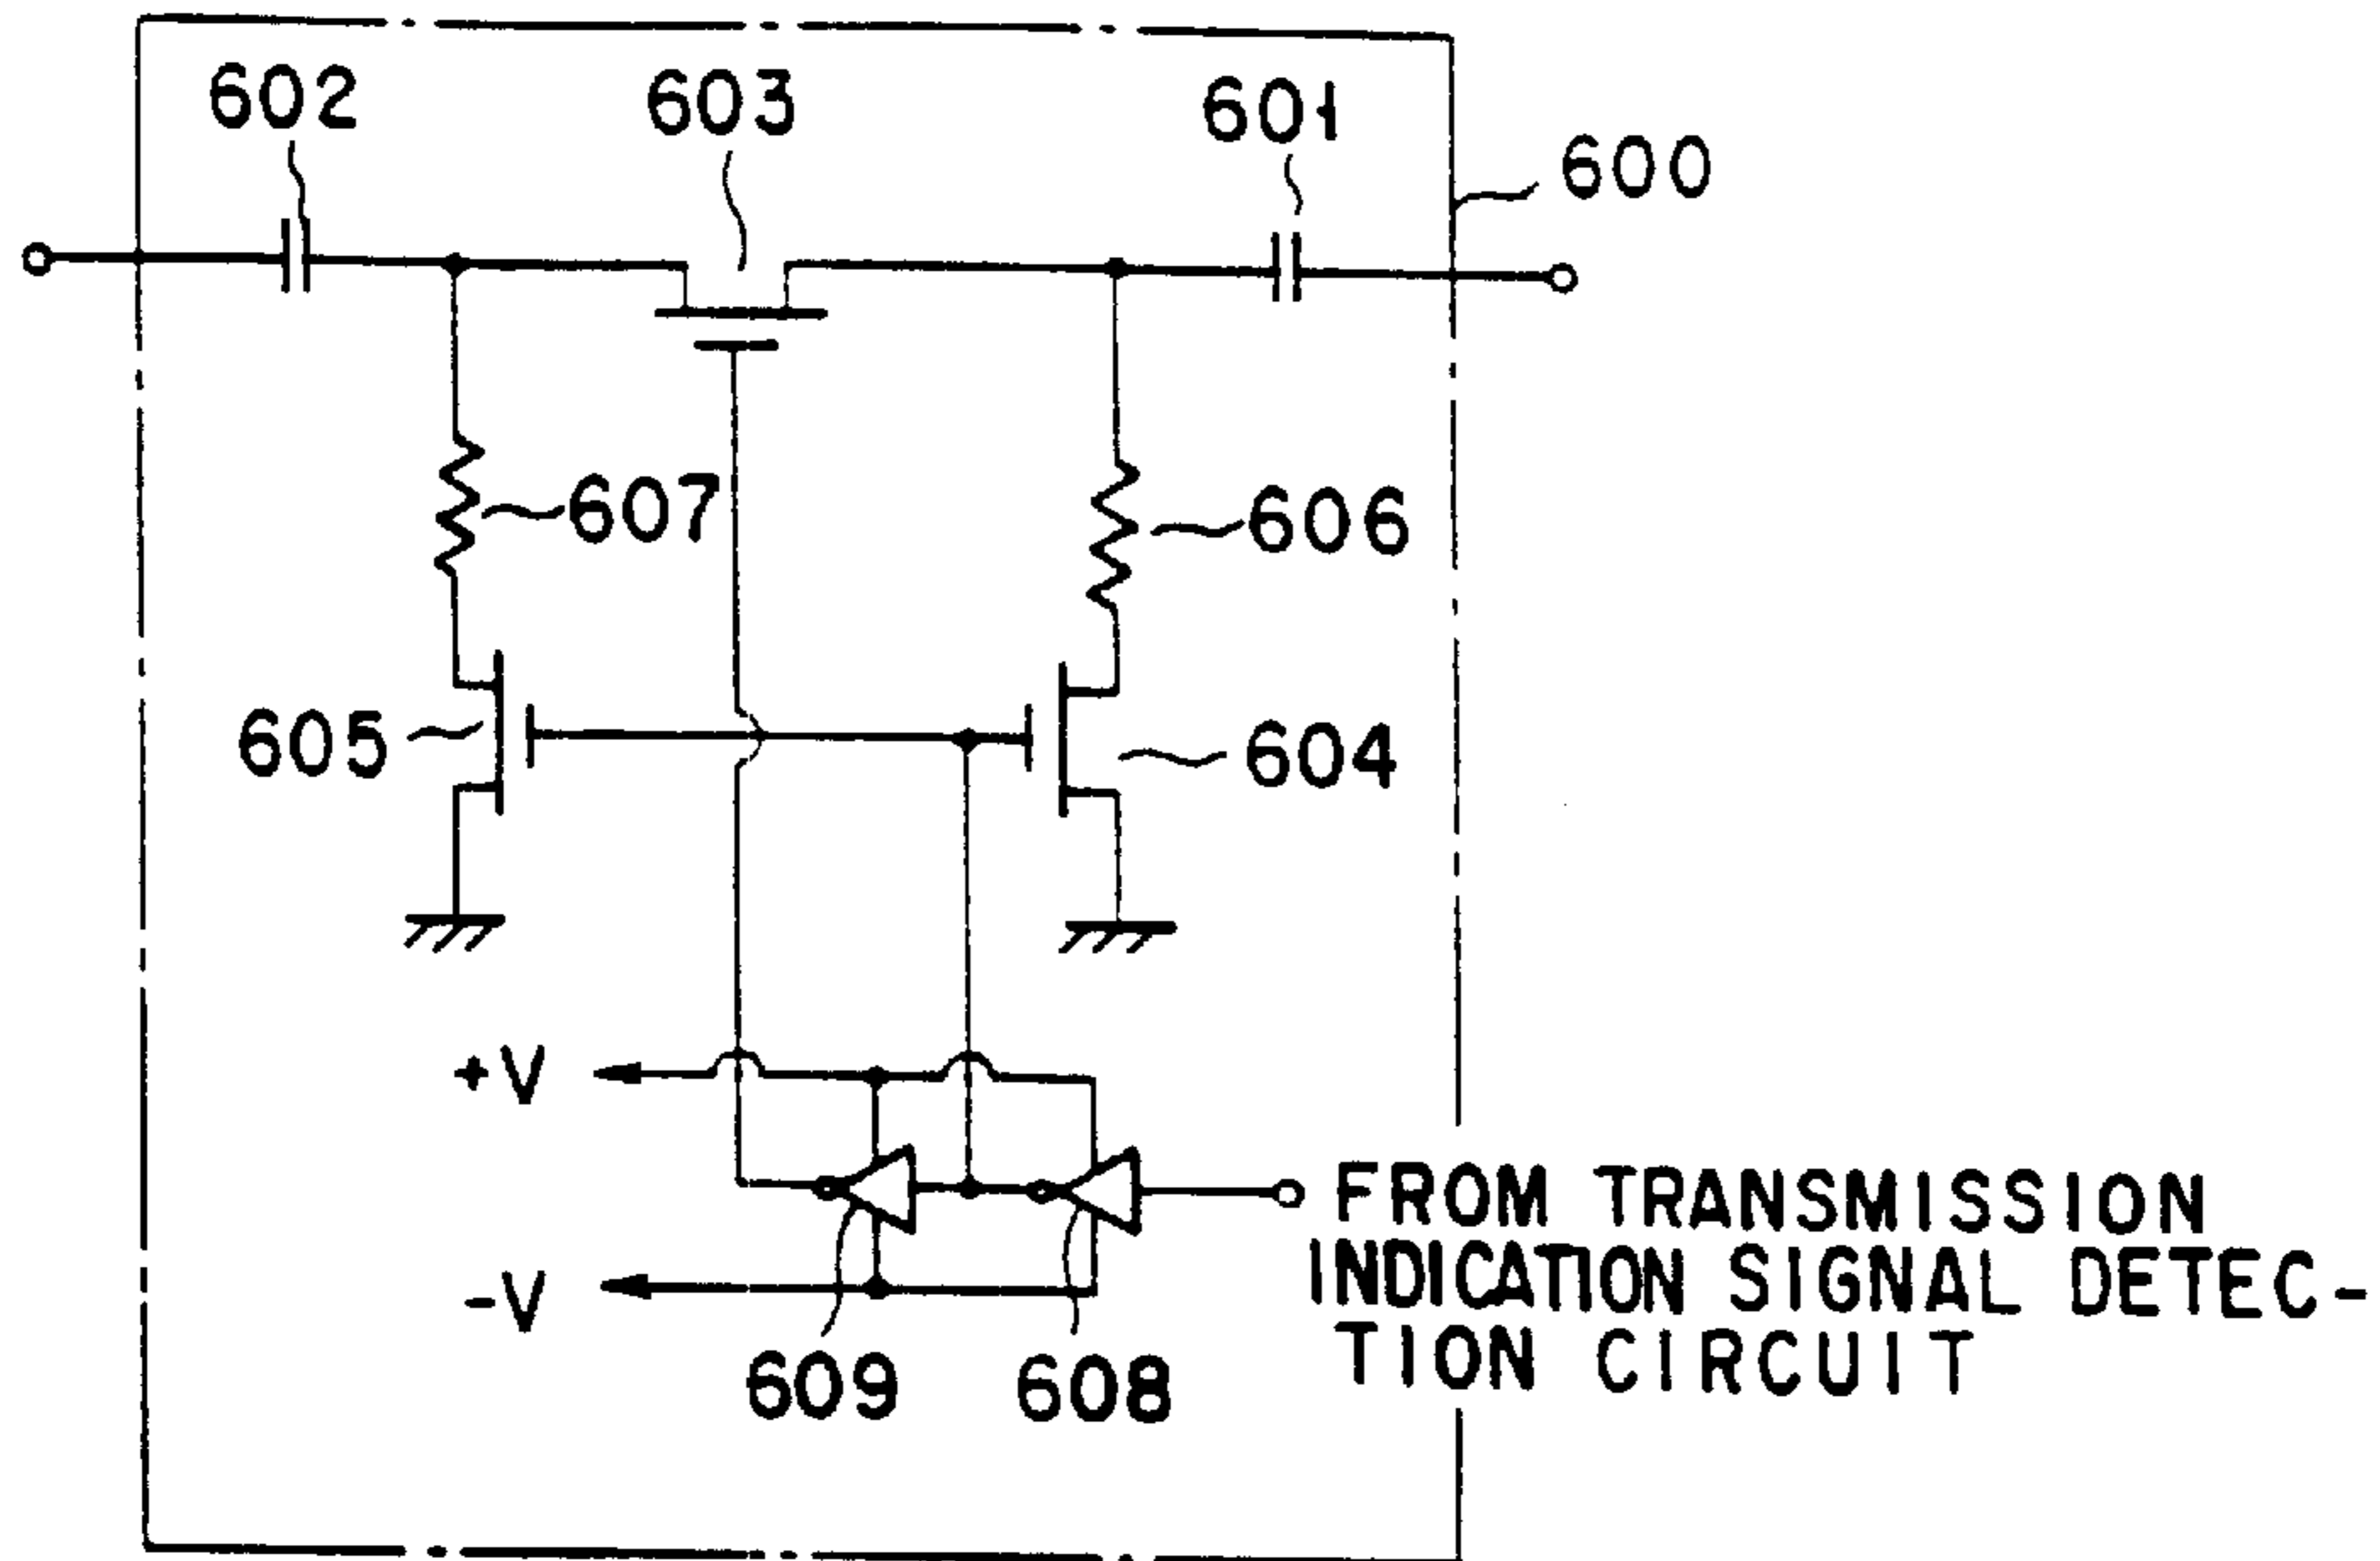 602
603
601
600
607
606
605
604
+V
FROM TRANSMISSION
INDICATION SIGNAL DETEC-
TION CIRCUIT
-V
609
608